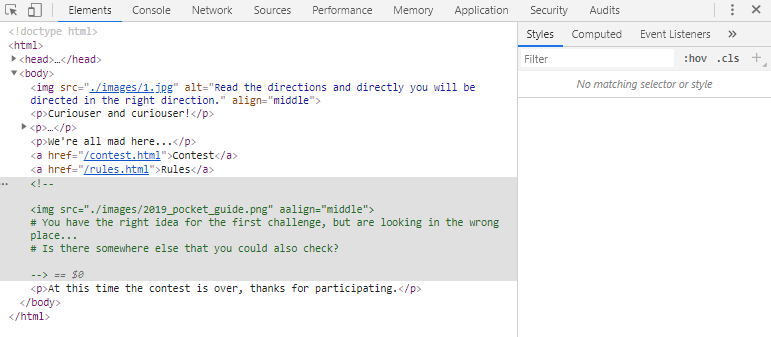 Elements Console Network Sources Performance Memory Application Security Audits
<!doctype html>
<html>
<head>…</head>
<body>
<img src="./images/1.jpg" alt="Read the directions and directly you will be
directed in the right direction." align="middle">
<p>Curiouser and curiouser!</p>
<p>…</p>
<p>We're all mad here...</p>
<a href="/contest.html">Contest</a>
<a href="/rules.html">Rules</a>
<!--
<img src="./images/2019_pocket_guide.png" aalign="middle">
# You have the right idea for the first challenge, but are looking in the wrong
place...
# Is there somewhere else that you could also check?
--> == $0
<p>At this time the contest is over, thanks for participating.</p>
</body>
</html>
Styles Computed Event Listeners »
Filter :hov .cls +
No matching selector or style